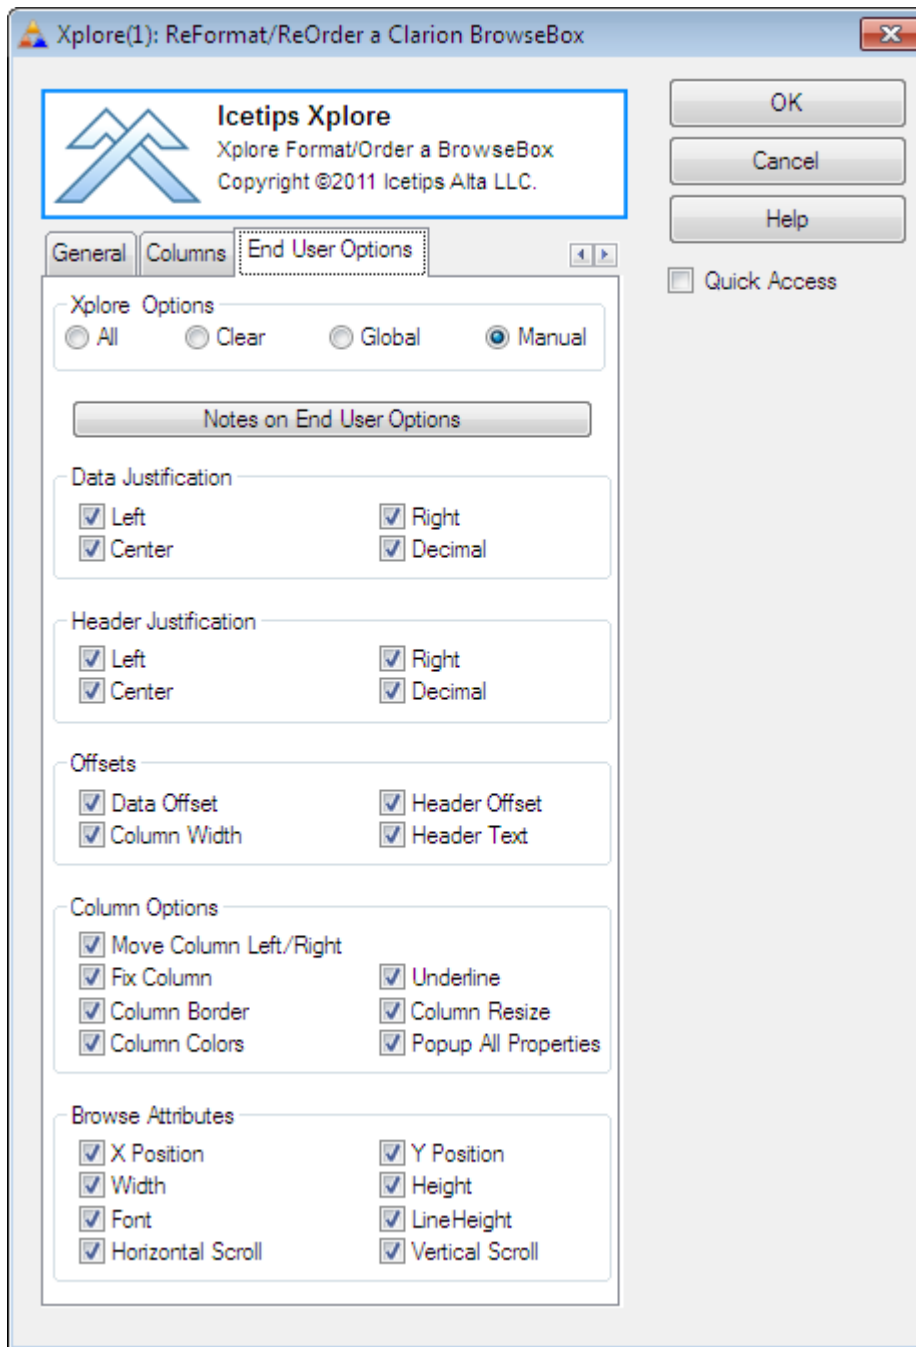 Xplore(1): ReFormat/ReOrder a Clarion BrowseBox
Icetips Xplore
Xplore Format/Order a BrowseBox
Copyright ©2011 Icetips Alta LLC.
OK
Cancel
Help
Quick Access
General Columns End User Options
Xplore Options
All Clear Global Manual
Notes on End User Options
Data Justification
Left Right
Center Decimal
Header Justification
Left Right
Center Decimal
Offsets
Data Offset Header Offset
Column Width Header Text
Column Options
Move Column Left/Right
Fix Column Underline
Column Border Column Resize
Column Colors Popup All Properties
Browse Attributes
X Position Y Position
Width Height
Font LineHeight
Horizontal Scroll Vertical Scroll